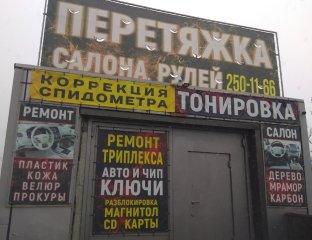 ПЕРЕТЯЖКА
САЛОНА РУЛЕЙ 250-11-66
КОРРЕКЦИЯ
СПИДОМЕТРА
ТОНИРОВКА
РЕМОНТ
ПЛАСТИК
КОЖА
ВЕЛЮР
ПРОКУРЫ
РЕМОНТ
ТРИПЛЕКСА
АВТО И ЧИП
КЛЮЧИ
РАЗБЛОКИРОВКА
МАГНИТОЛ
CD КАРТЫ
САЛОН
ДЕРЕВО
МРАМОР
КАРБОН